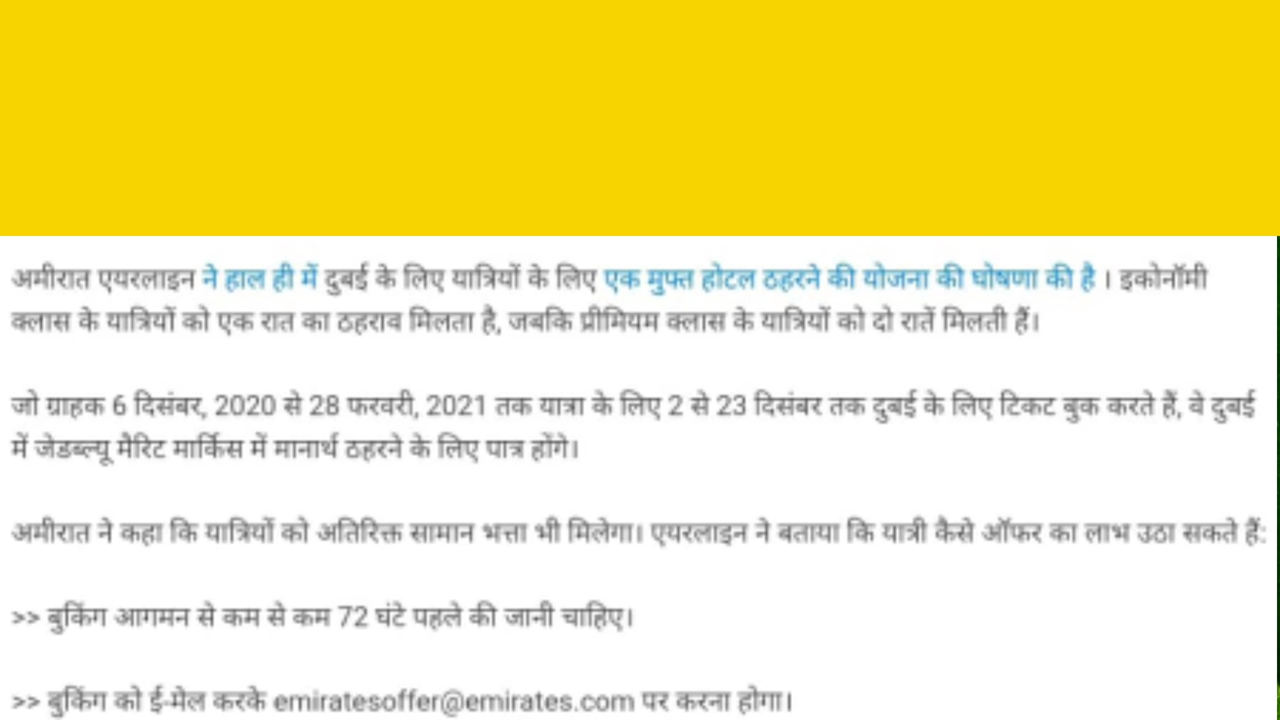 अमीरात एयरलाइन ने हाल ही में दुबई के लिए यात्रियों के लिए एक मुफ्त होटल ठहरने की योजना की घोषणा की है । इकोनॉमी
क्लास के यात्रियों को एक रात का ठहराव मिलता है, जबकि प्रीमियम क्लास के यात्रियों को दो रातें मिलती हैं।
जो ग्राहक 6 दिसंबर, 2020 से 28 फरवरी, 2021 तक यात्रा के लिए 2 से 23 दिसंबर तक दुबई के लिए टिकट बुक करते हैं, वे दुबई
में जेडब्ल्यू मैरिट मार्किस में मानार्थ ठहरने के लिए पात्र होंगे।
अमीरात ने कहा कि यात्रियों को अतिरिक्त सामान भत्ता भी मिलेगा। एयरलाइन ने बताया कि यात्री कैसे ऑफर का लाभ उठा सकते हैं:
>> बुकिंग आगमन से कम से कम 72 घंटे पहले की जानी चाहिए।
>> बुकिंग को ई-मेल करके emiratesoffer@emirates.com पर करना होगा।